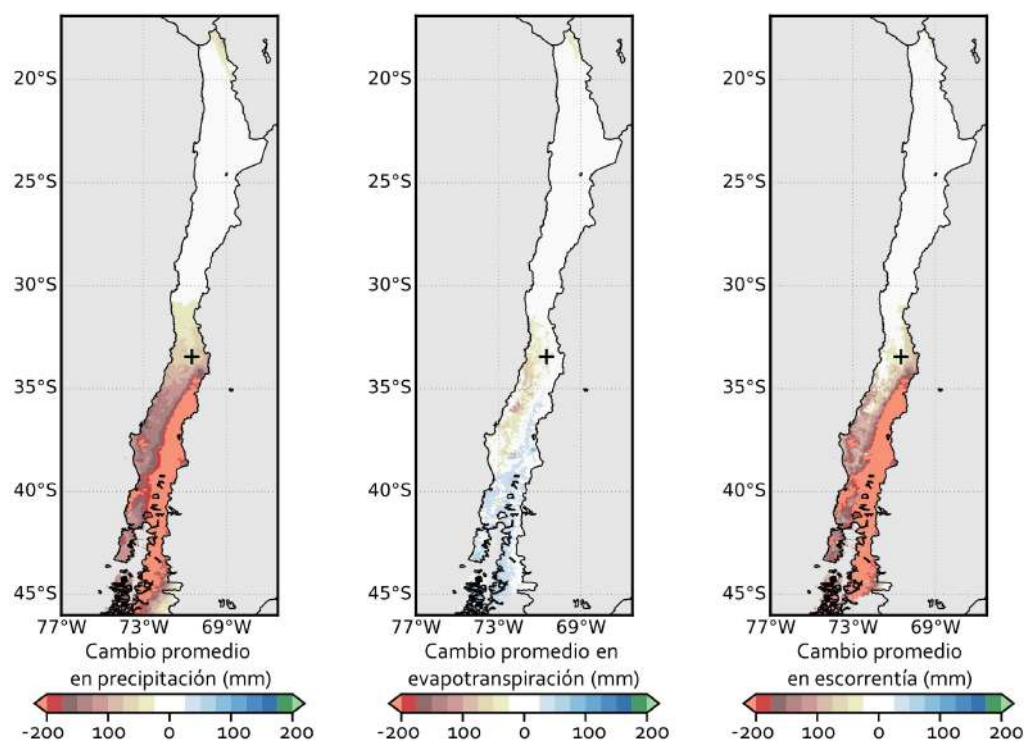 20°S
25°S
30°S
35°S
40°S
45°S
77°W 73°W 69°W
Cambio promedio
en precipitación (mm)
-200 100 0 100 200
20°S
25°S
30°S
35°S
40°S
45°S
77°W 73°W 69°W
Cambio promedio en
evapotranspiración (mm)
-200 100 0 100 200
20°S
25°S
30°S
35°S
40°S
45°S
77°W 73°W 69°W
Cambio promedio
en escorrentía (mm)
-200 100 0 100 200